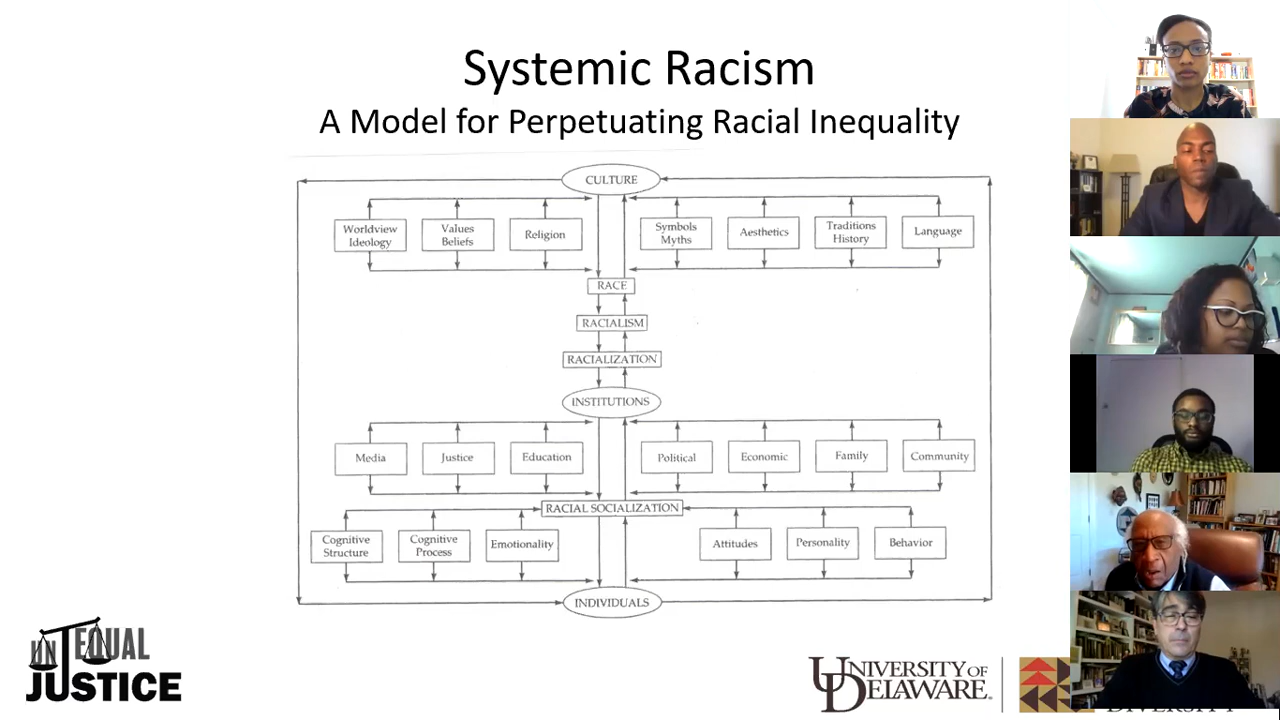 Systemic Racism
A Model for Perpetuating Racial Inequality
CULTURE
Worldview
Ideology
Values
Beliefs
Religion
Symbols
Myths
Aesthetics
Traditions
History
Language
RACE
RACIALISM
RACIALIZATION
INSTITUTIONS
Media
Justice
Education
Political
Economic
Family
Community
RACIAL SOCIALIZATION
Cognitive
Structure
Cognitive
Process
Emotionality
Attitudes
Personality
Behavior
INDIVIDUALS
UNEQUAL
JUSTICE
UNIVERSITY OF
DELAWARE.